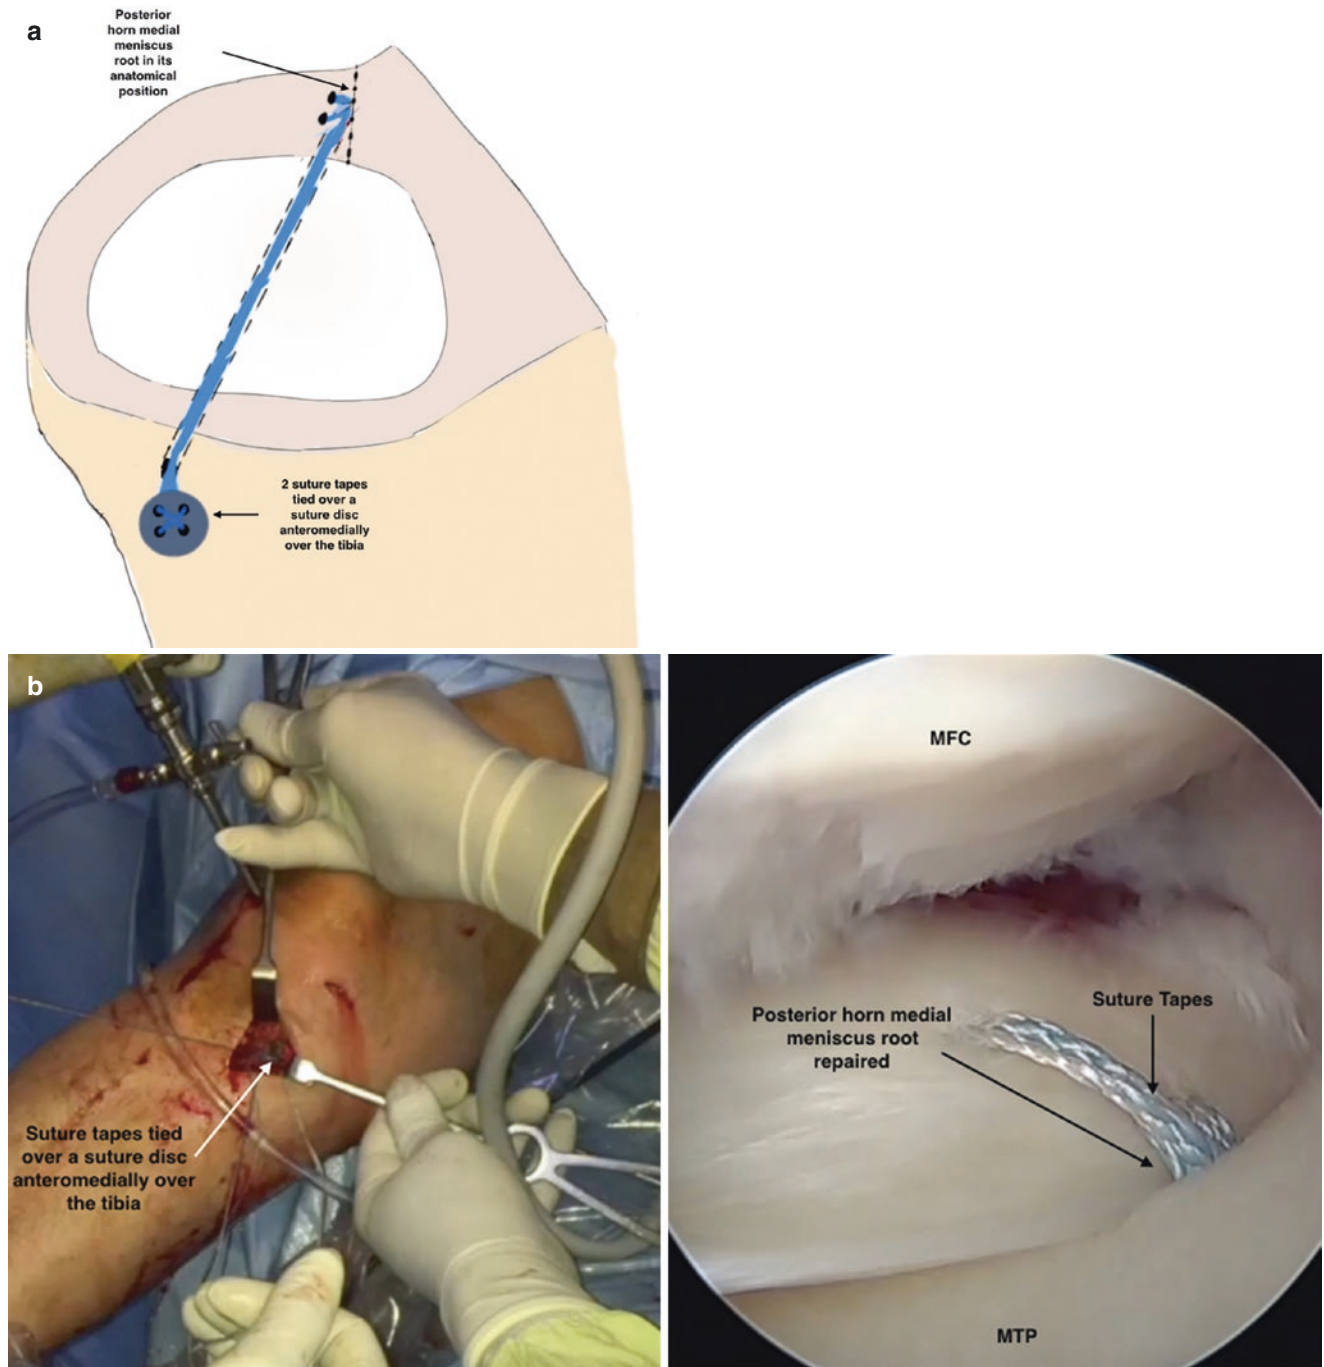 a
Posterior
horn medial
meniscus
root in its
anatomical
position
2 suture tapes
tied over a
suture disc
anteromedially
over the tibia
b
Suture tapes tied
over a suture disc
anteromedially over
the tibia
MFC
Suture Tapes
Posterior horn medial
meniscus root
repaired
MTP